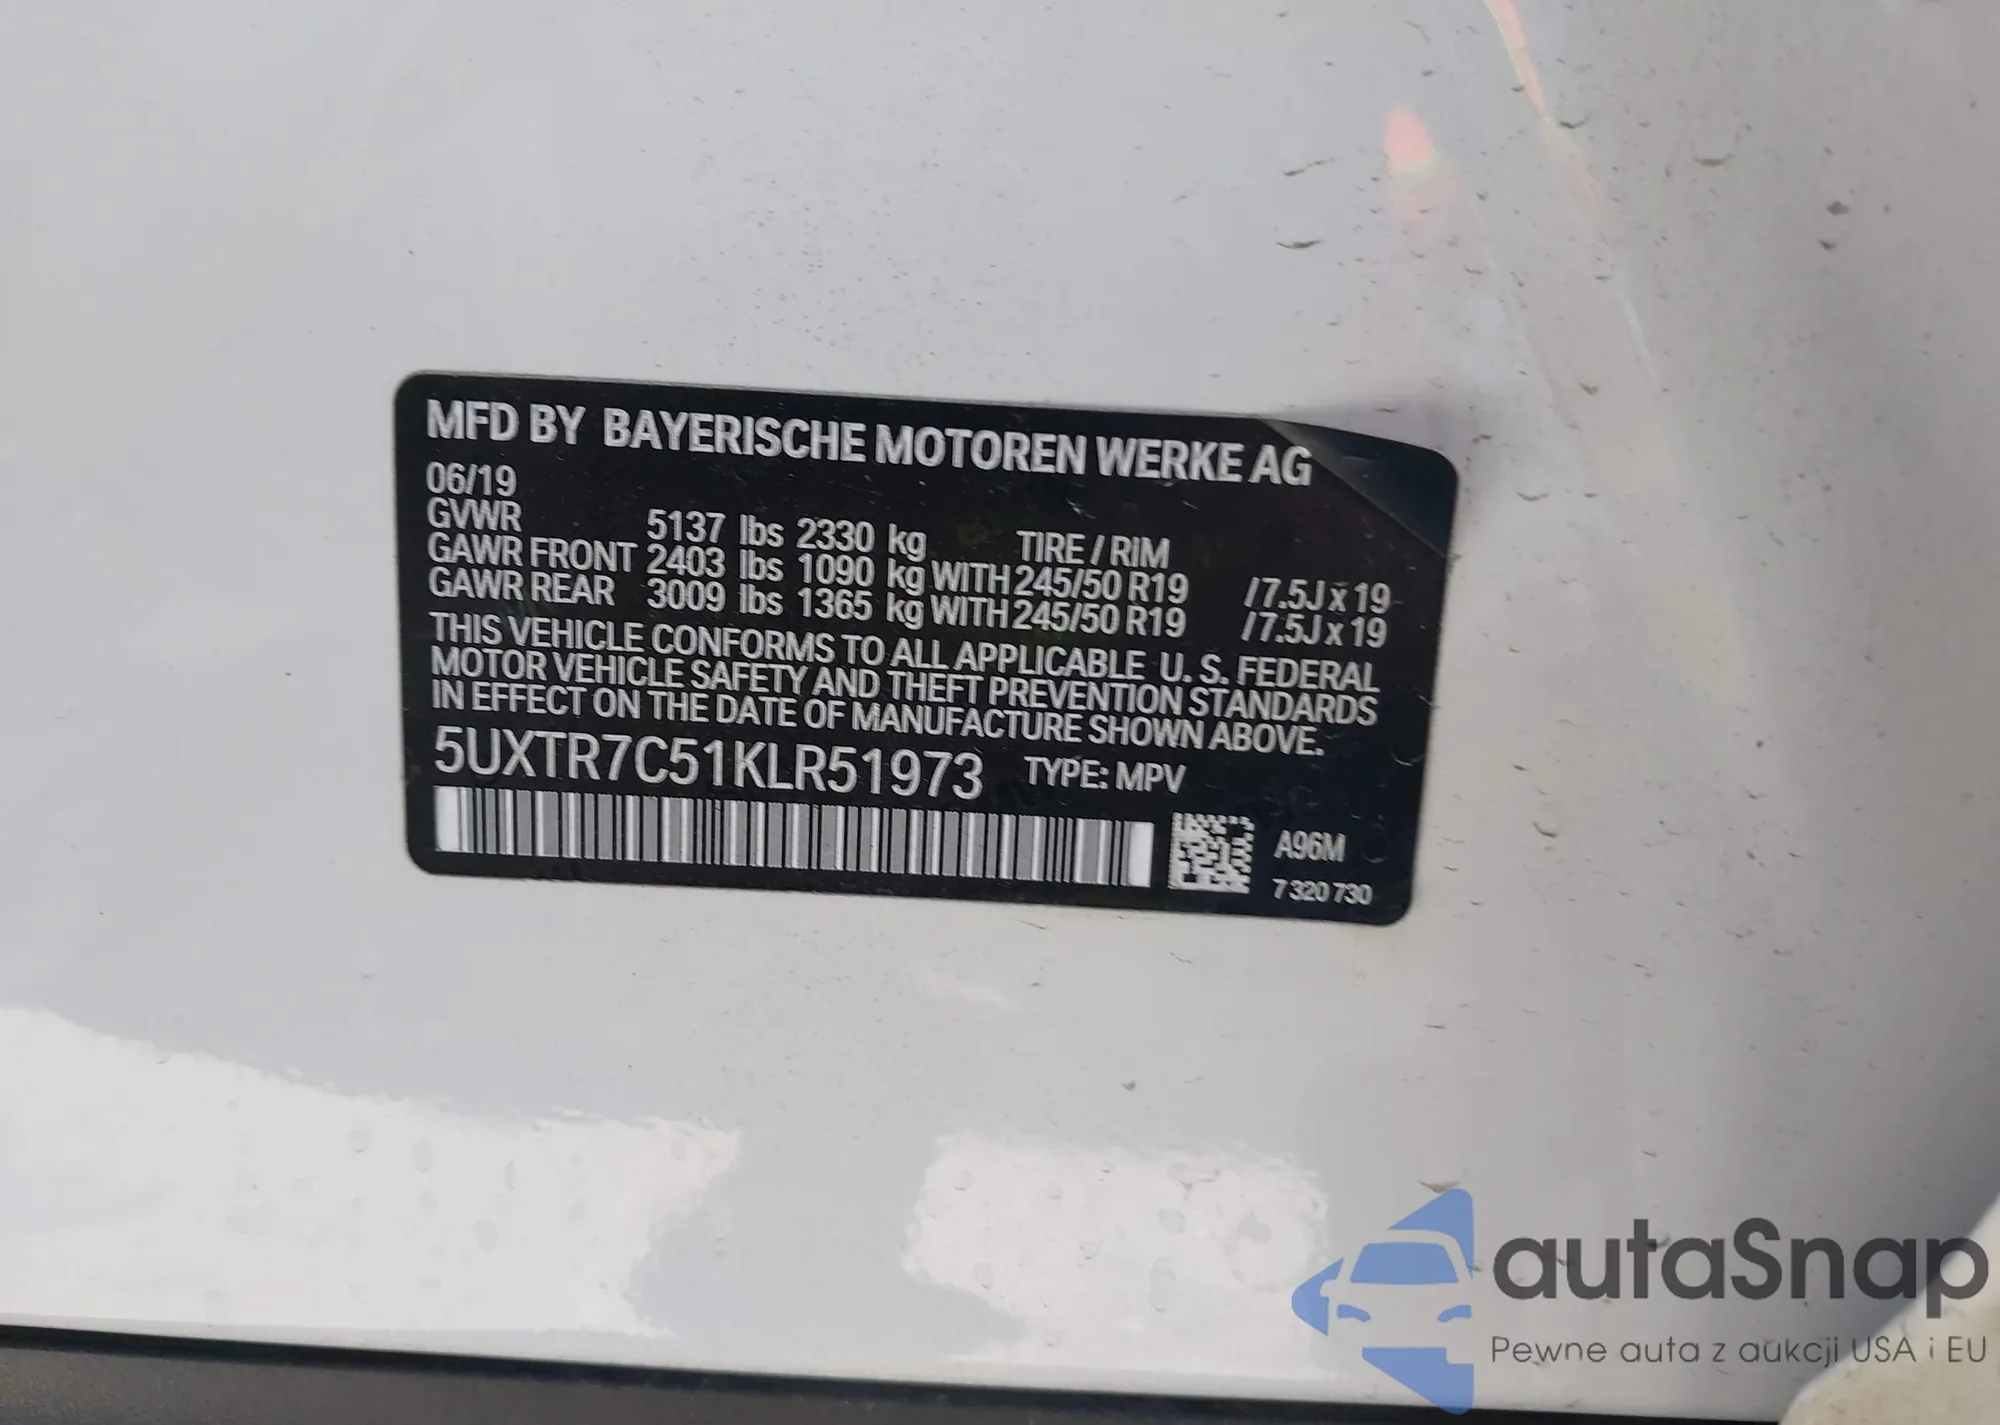 MFD BY BAYERISCHE MOTOREN WERKE AG
06/19
GVWR 5137 lbs 2330 kg TIRE / RIM
GAWR FRONT 2403 lbs 1090 kg WITH 245/50 R19 /7.5J x 19
GAWR REAR 3009 lbs 1365 kg WITH 245/50 R19 /7.5J x 19
THIS VEHICLE CONFORMS TO ALL APPLICABLE U. S. FEDERAL
MOTOR VEHICLE SAFETY AND THEFT PREVENTION STANDARDS
IN EFFECT ON THE DATE OF MANUFACTURE SHOWN ABOVE.
5UXTR7C51KLR51973 TYPE: MPV
A96M
7 320 730
autaSnap
Pewne auta z aukcji USA i EU